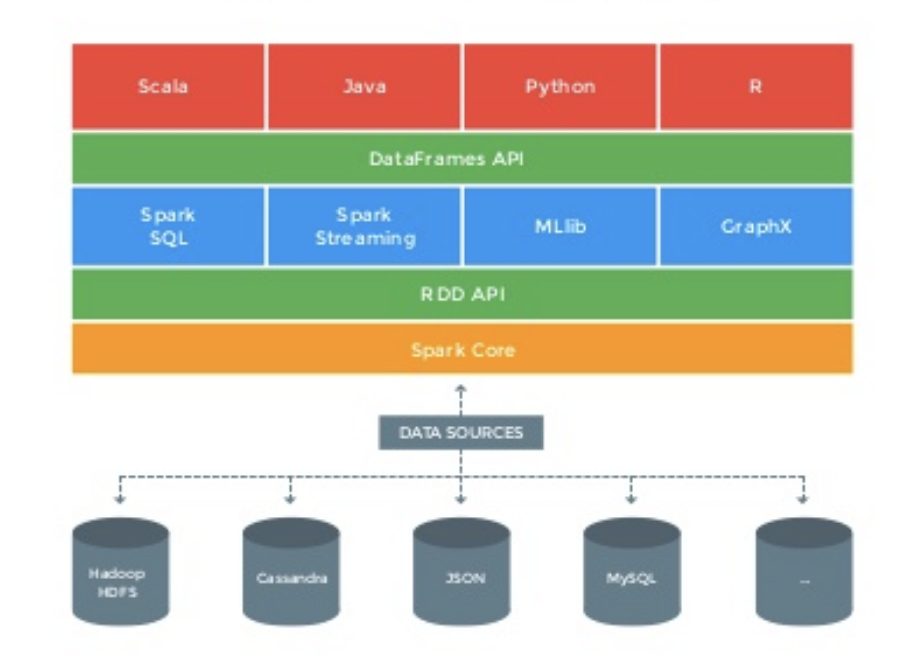 Scala
Java
Python
R
DataFrames API
Spark
SQL
Spark
Streaming
MLlib
GraphX
RDD API
Spark Core
DATA SOURCES
Hadoop
HDFS
Cassandra
JSON
MySQL
...